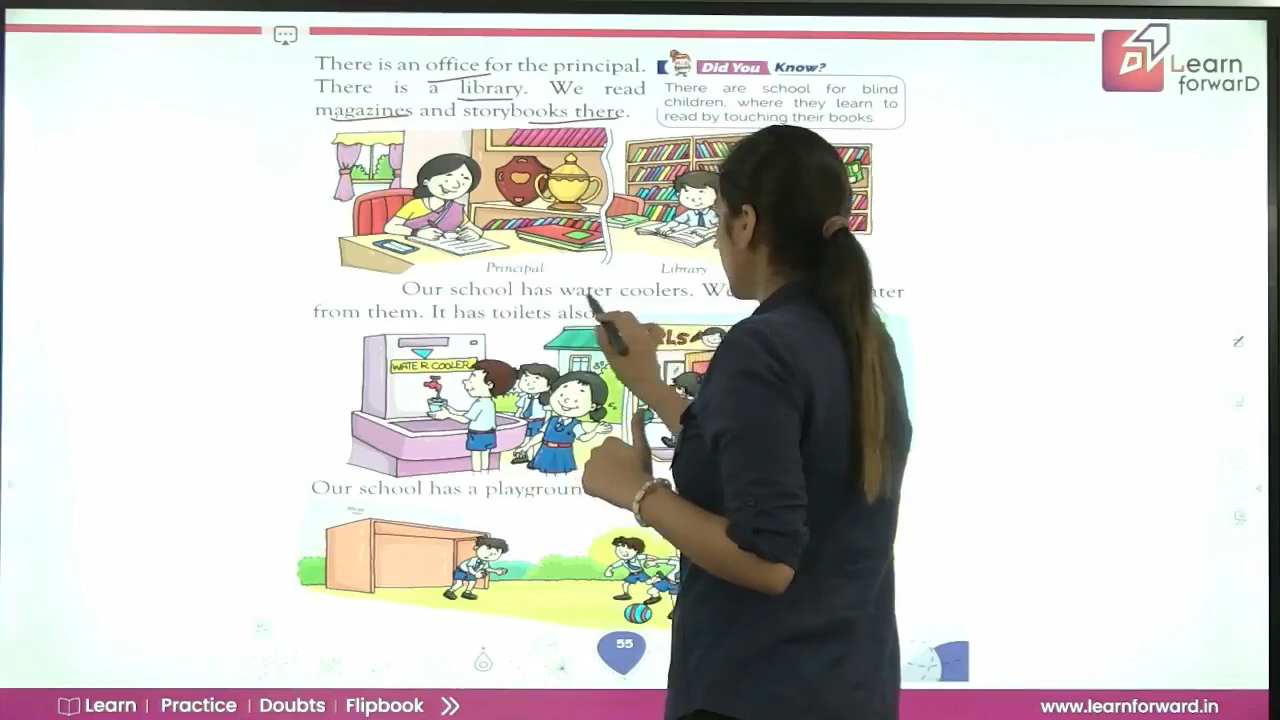 There is an office for the principal.
There is a library. We read
magazines and storybooks there.
Did You Know?
There are school for blind
children, where they learn to
read by touching their books
Learn
forwarD
Principal
Library
Our school has water coolers. We
from them. It has toilets also
WATER COOLER
Our school has a
55
Learn | Practice | Doubts | Flipbook
www.learnforward.in